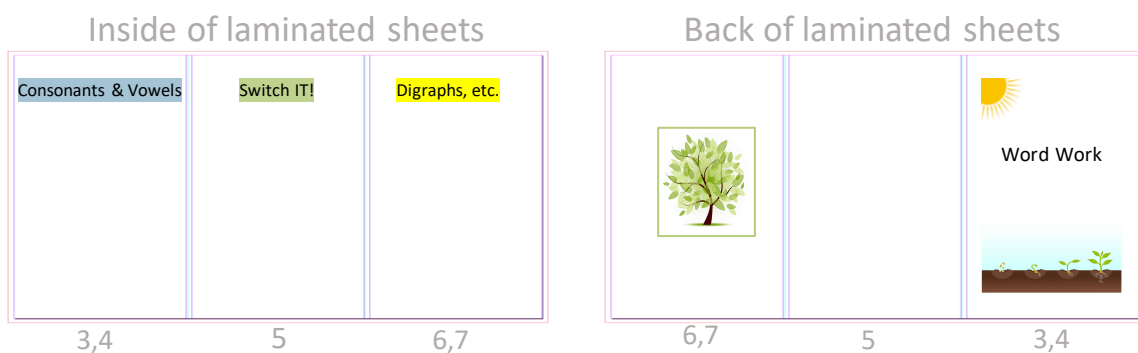 Inside of laminated sheets
Consonants & Vowels
Switch IT!
Digraphs, etc.
3,4
5
6,7
Back of laminated sheets
Word Work
6,7
5
3,4